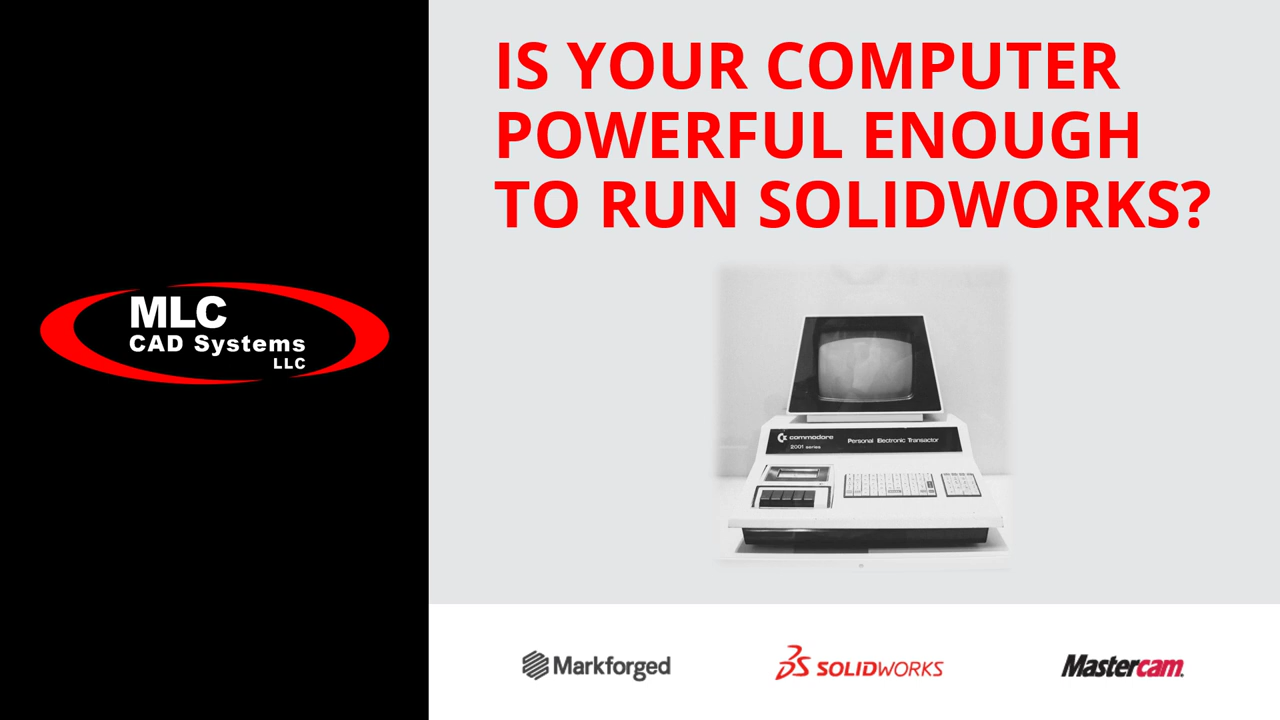 IS YOUR COMPUTER
POWERFUL ENOUGH
TO RUN SOLIDWORKS?
MLC
CAD Systems
LLC
commodore
Personal Electronic Transactor
2001 series
Markforged
SOLIDWORKS
Mastercam.